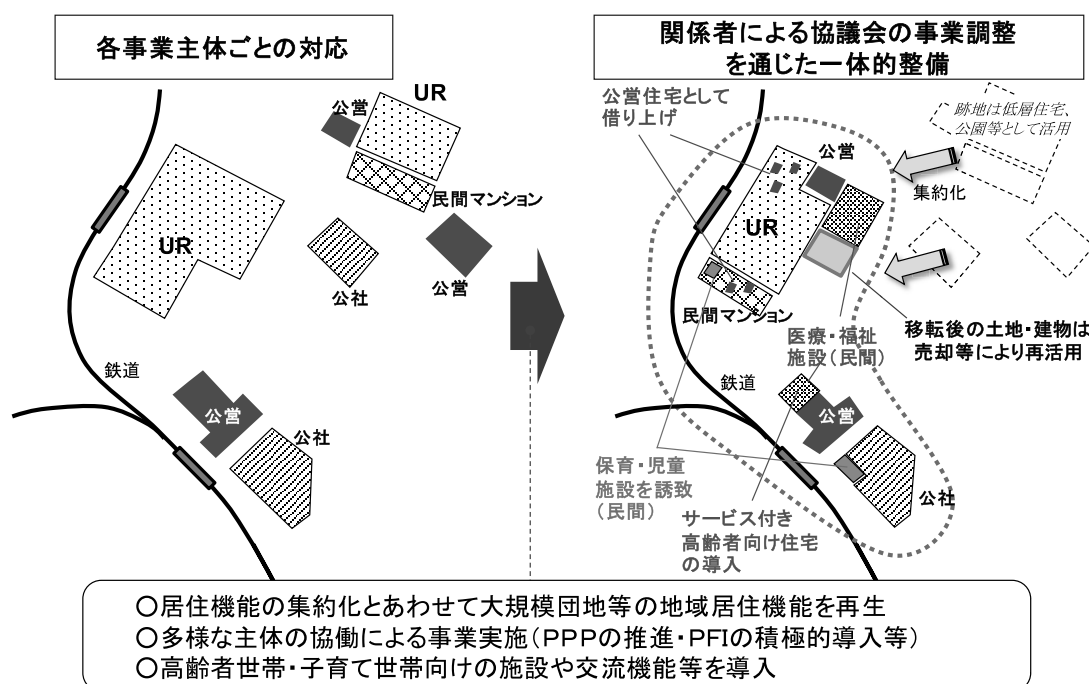 各事業主体ごとの対応
公営
UR
民間マンション
UR
公社
公営
鉄道
公営
公社
関係者による協議会の事業調整
を通じた一体的整備
公営住宅として
借り上げ
跡地は低層住宅、
公園等として活用
公営
集約化
UR
民間マンション
医療・福祉
施設(民間)
移転後の土地・建物は
売却等により再活用
鉄道
公営
保育・児童
施設を誘致
(民間)
公社
サービス付き
高齢者向け住宅
の導入
○居住機能の集約化とあわせて大規模団地等の地域居住機能を再生
○多様な主体の協働による事業実施(PPPの推進・PFIの積極的導入等)
○高齢者世帯・子育て世帯向けの施設や交流機能等を導入